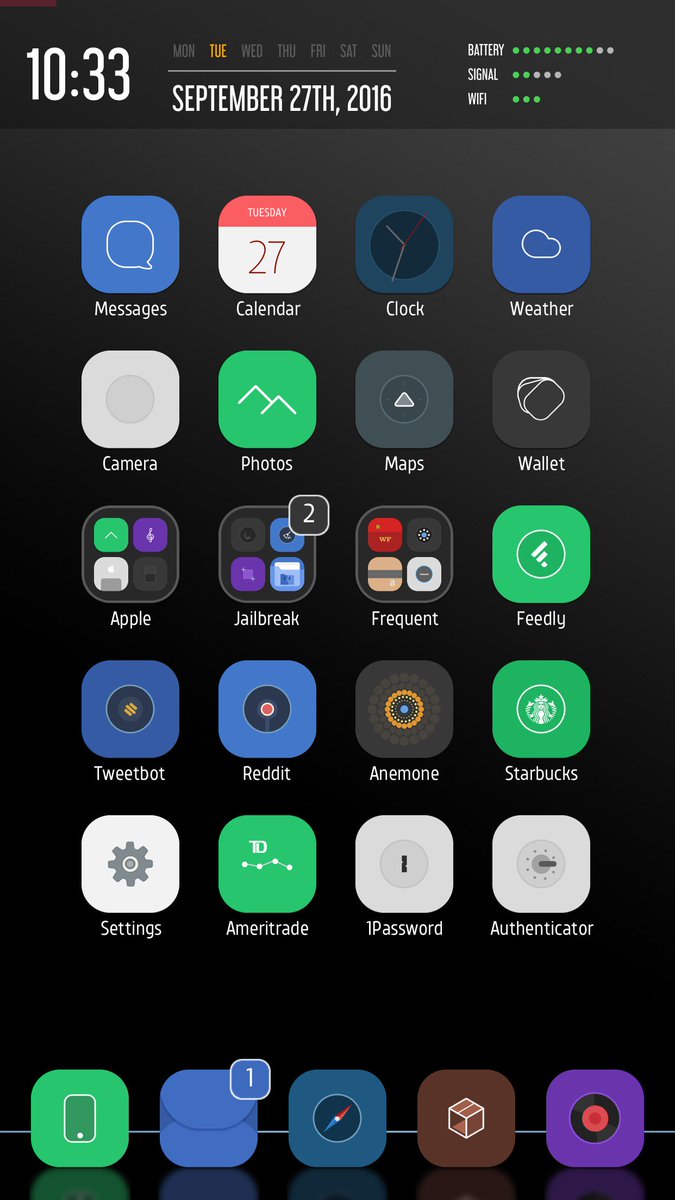 10:33
MON TUE WED THU FRI SAT SUN
SEPTEMBER 27TH, 2016
BATTERY
SIGNAL
WIFI
TUESDAY
27
Messages
Calendar
Clock
Weather
Camera
Photos
Maps
Wallet
2
WF
a
Apple
Jailbreak
Frequent
Feedly
Tweetbot
Reddit
Anemone
Starbucks
TD
Settings
Ameritrade
1Password
Authenticator
1